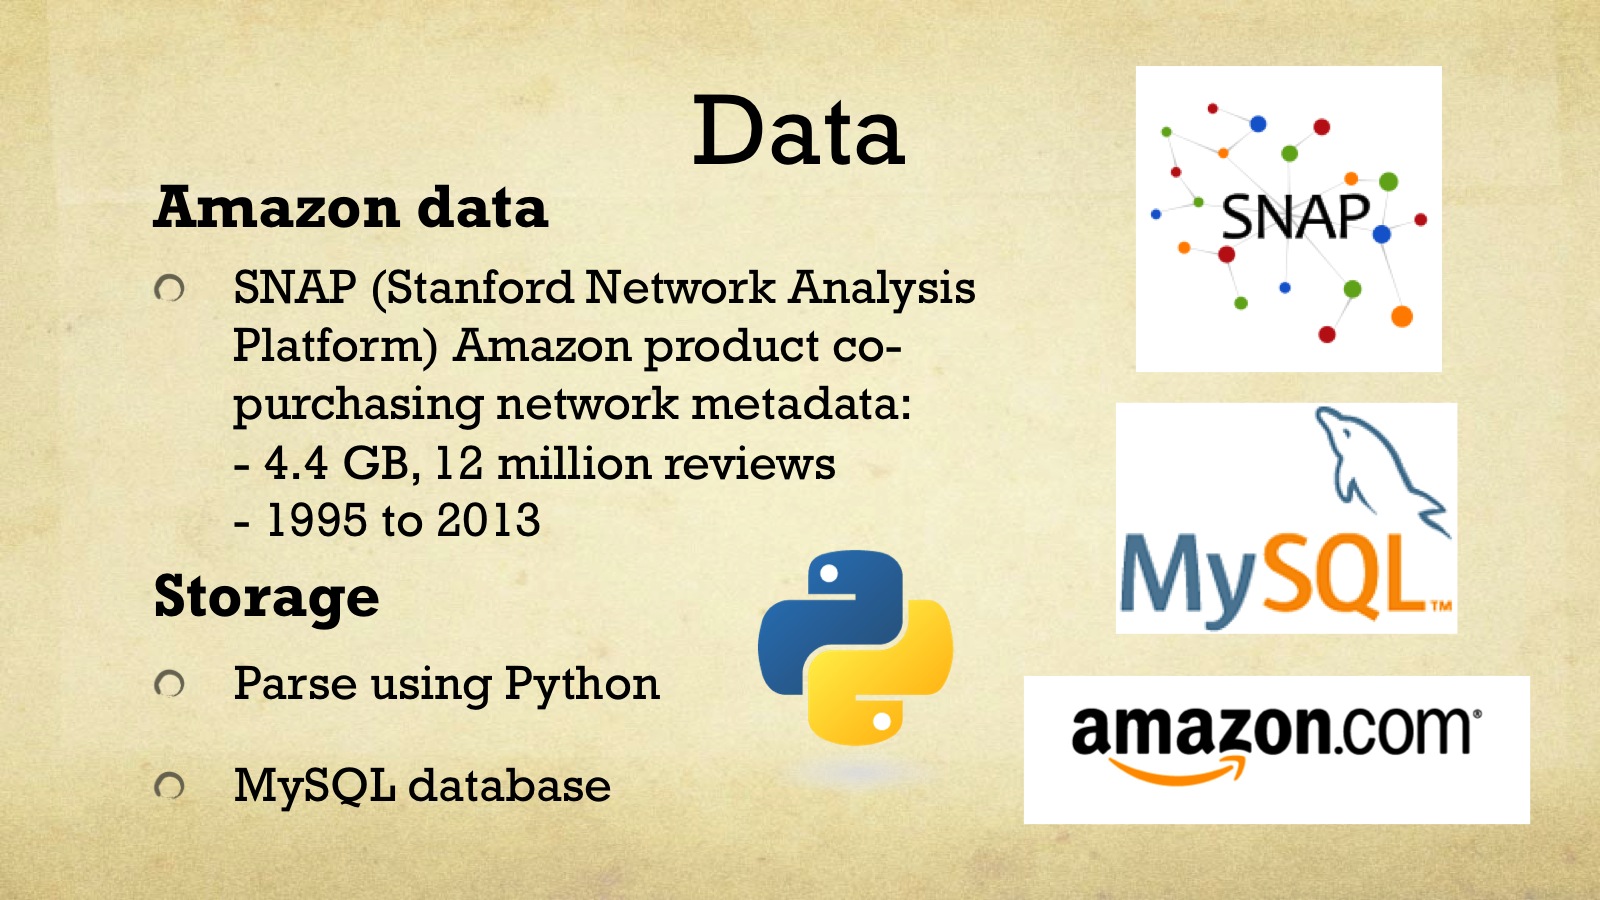 Data
Amazon data
SNAP (Stanford Network Analysis
Platform) Amazon product co-
purchasing network metadata:
- 4.4 GB, 12 million reviews
- 1995 to 2013
Storage
Parse using Python
MySQL database
SNAP
MySQL™
amazon.com®